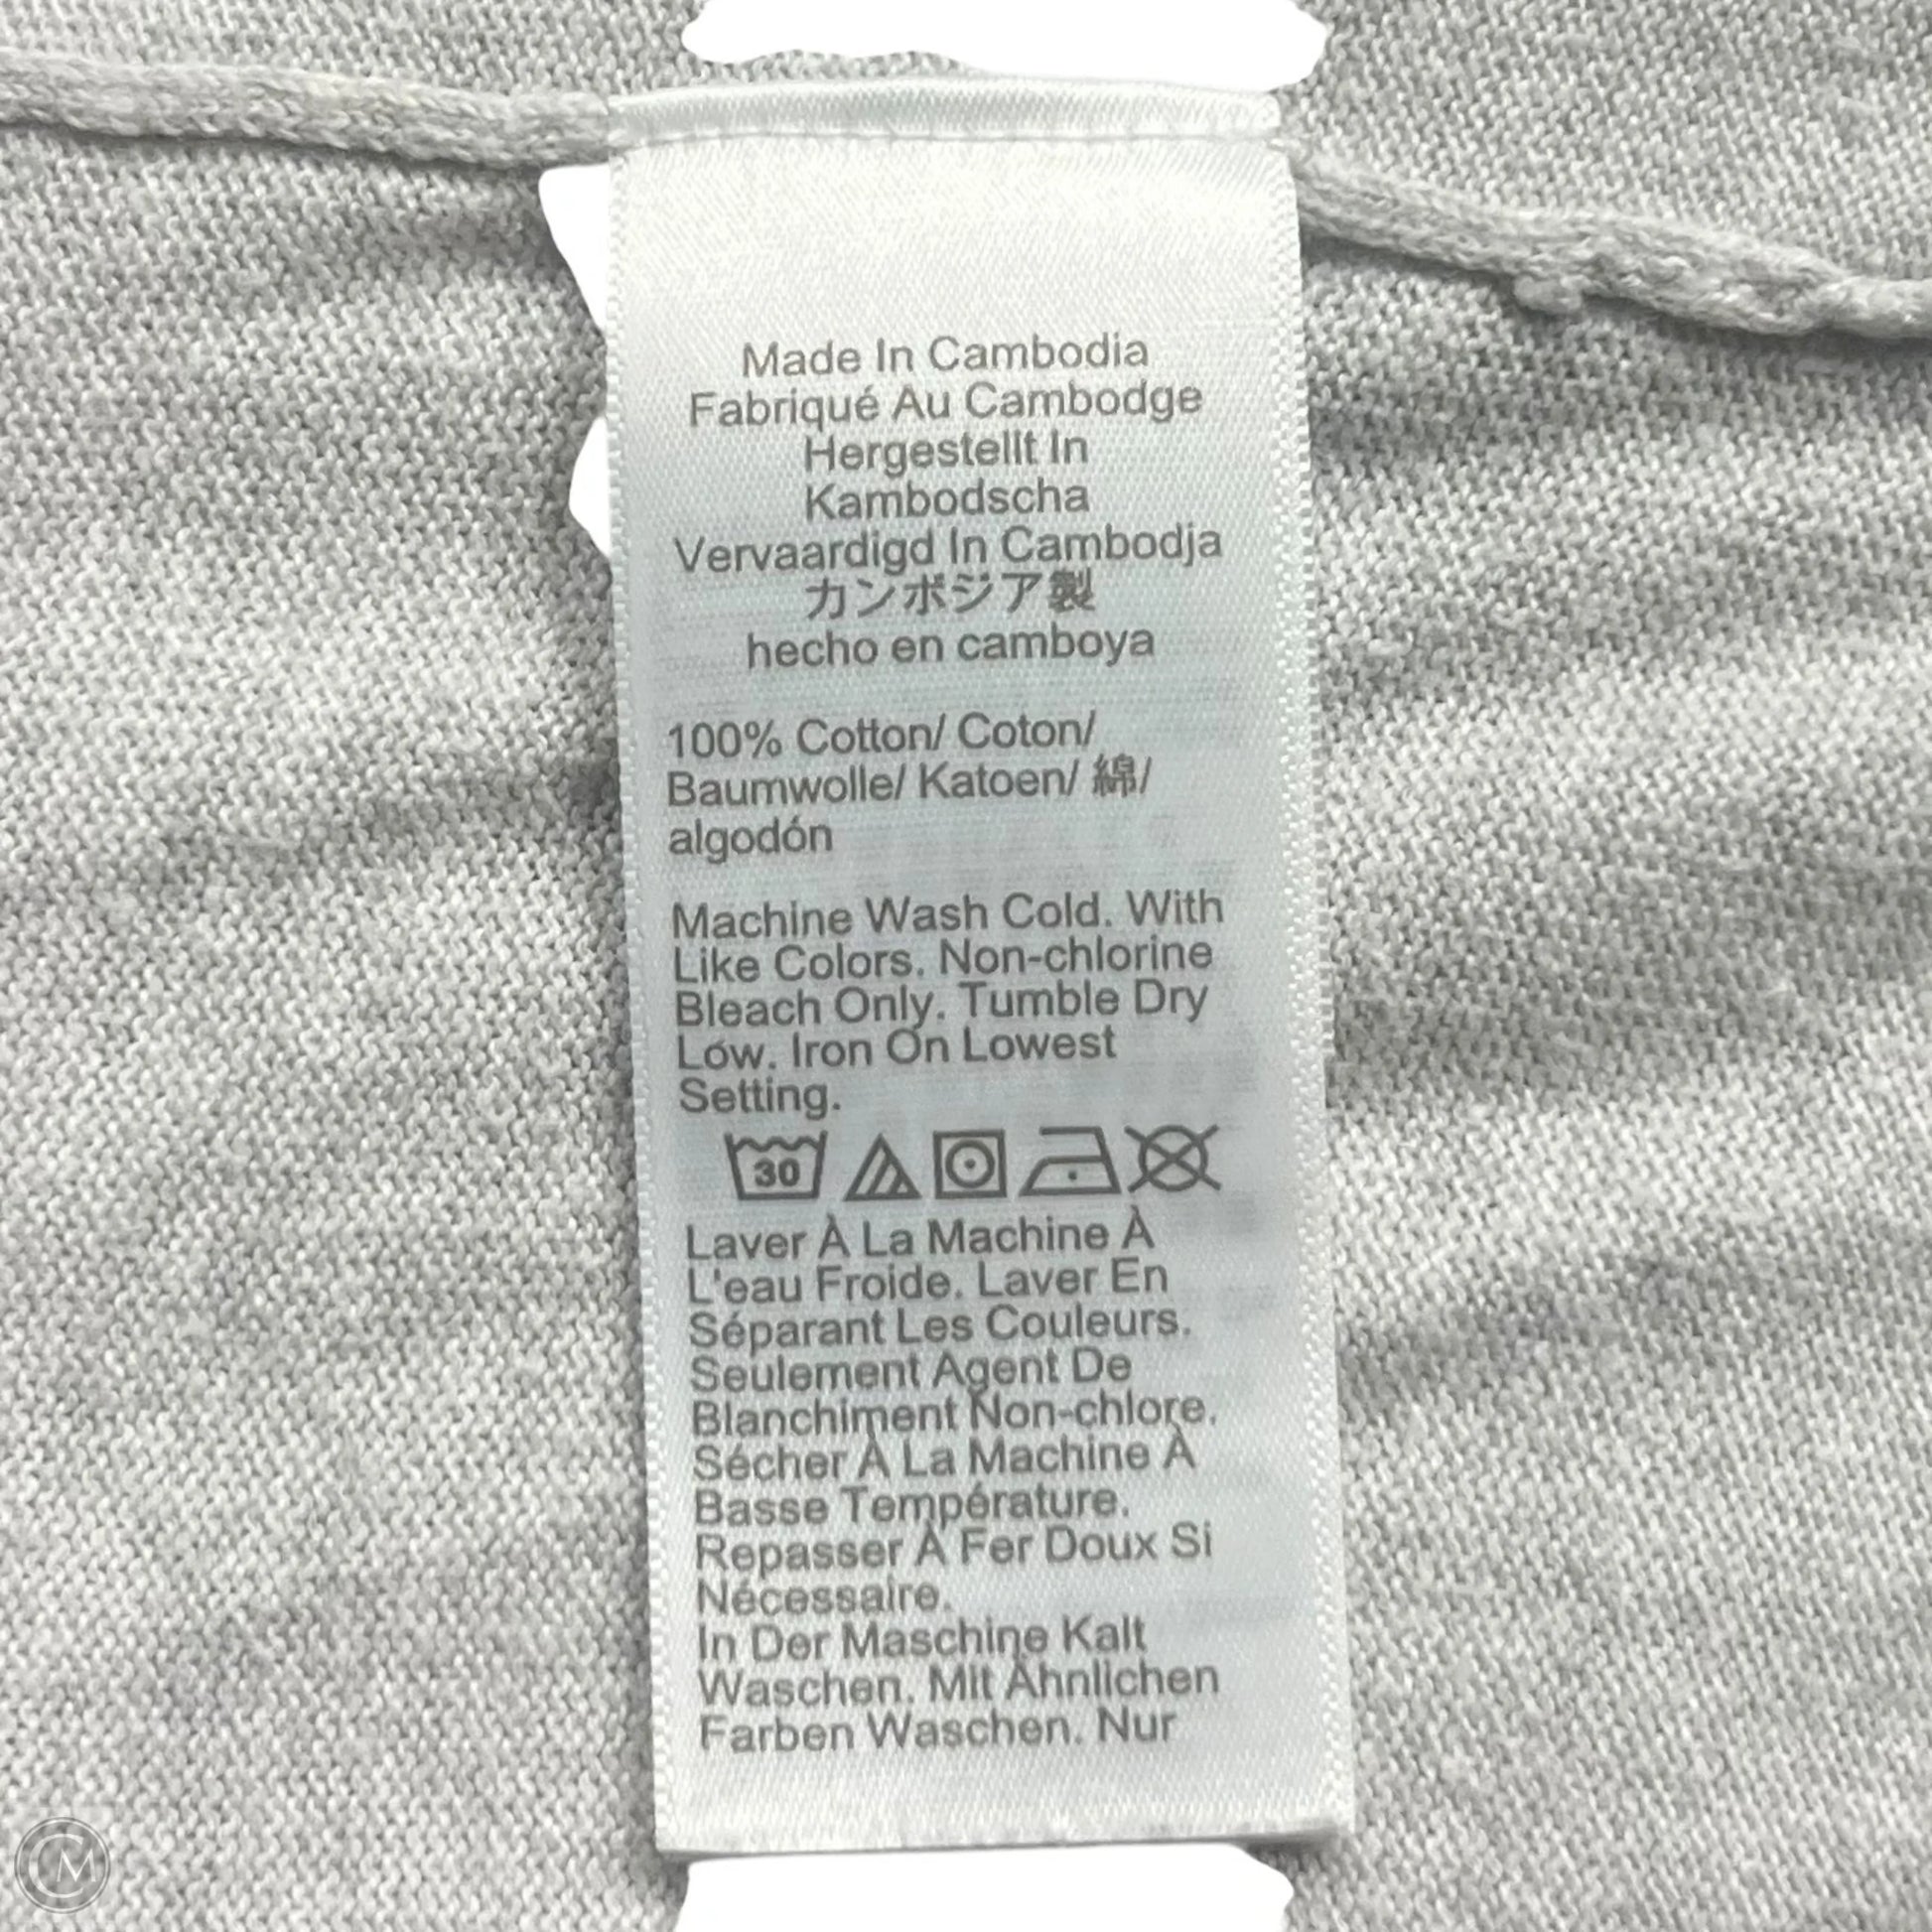 Made In Cambodia
Fabriqué Au Cambodge
Hergestellt In
Kambodscha
Vervaardigd In Cambodja
カンボジア製
hecho en camboya
100% Cotton/ Coton/
Baumwolle/ Katoen/ 綿/
algodón
Machine Wash Cold. With
Like Colors. Non-chlorine
Bleach Only. Tumble Dry
Low. Iron On Lowest
Setting.
30
Laver À La Machine À
L'eau Froide. Laver En
Séparant Les Couleurs.
Seulement Agent De
Blanchiment Non-chlore.
Sécher À La Machine À
Basse Température.
Repasser À Fer Doux Si
Nécessaire.
In Der Maschine Kalt
Waschen. Mit Ähnlichen
Farben Waschen. Nur
CM